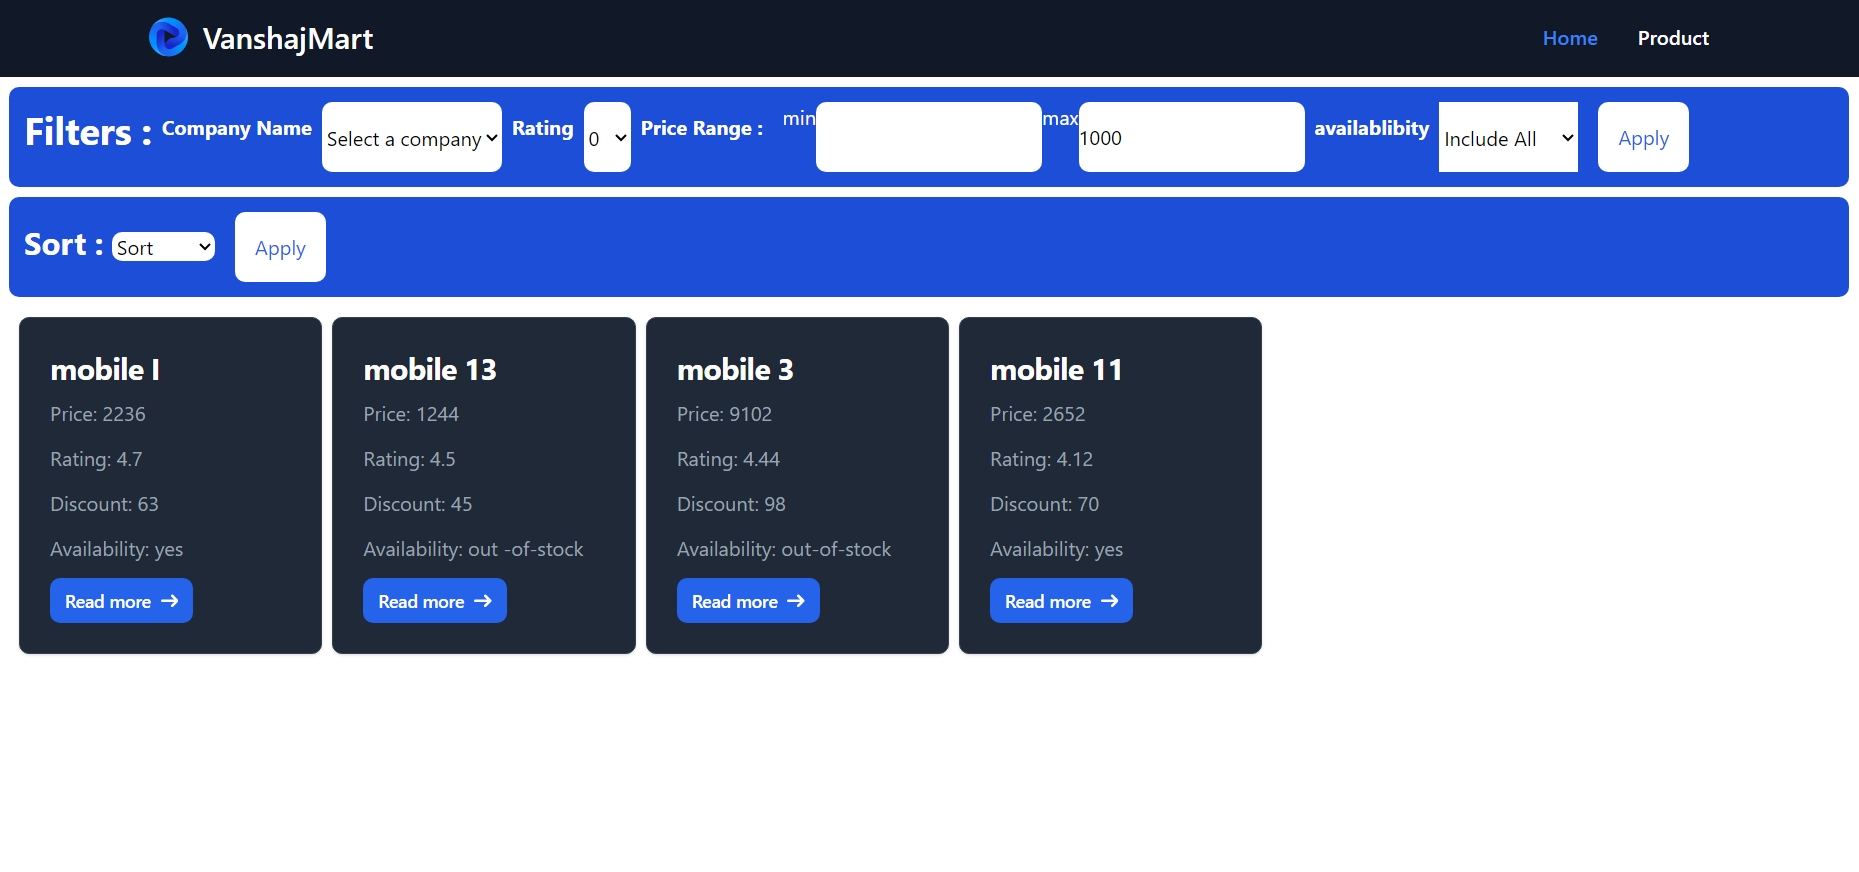 VanshajMart
Home Product
Filters : Company Name Select a company Rating 0 Price Range : min max 1000 availablibity Include All Apply
Sort : Sort Apply
mobile I
Price: 2236
Rating: 4.7
Discount: 63
Availability: yes
Read more
mobile 13
Price: 1244
Rating: 4.5
Discount: 45
Availability: out -of-stock
Read more
mobile 3
Price: 9102
Rating: 4.44
Discount: 98
Availability: out-of-stock
Read more
mobile 11
Price: 2652
Rating: 4.12
Discount: 70
Availability: yes
Read more